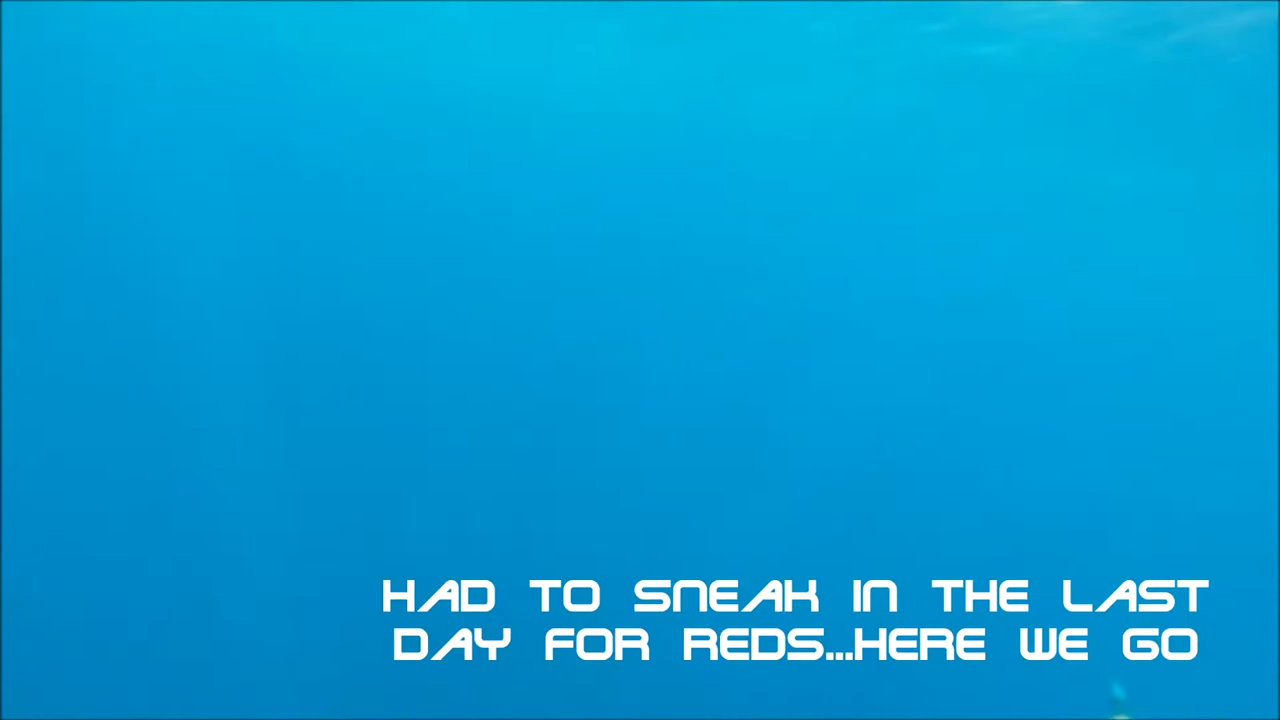 HAD TO SNEAK IN THE LAST
DAY FOR REDS...HERE WE GO